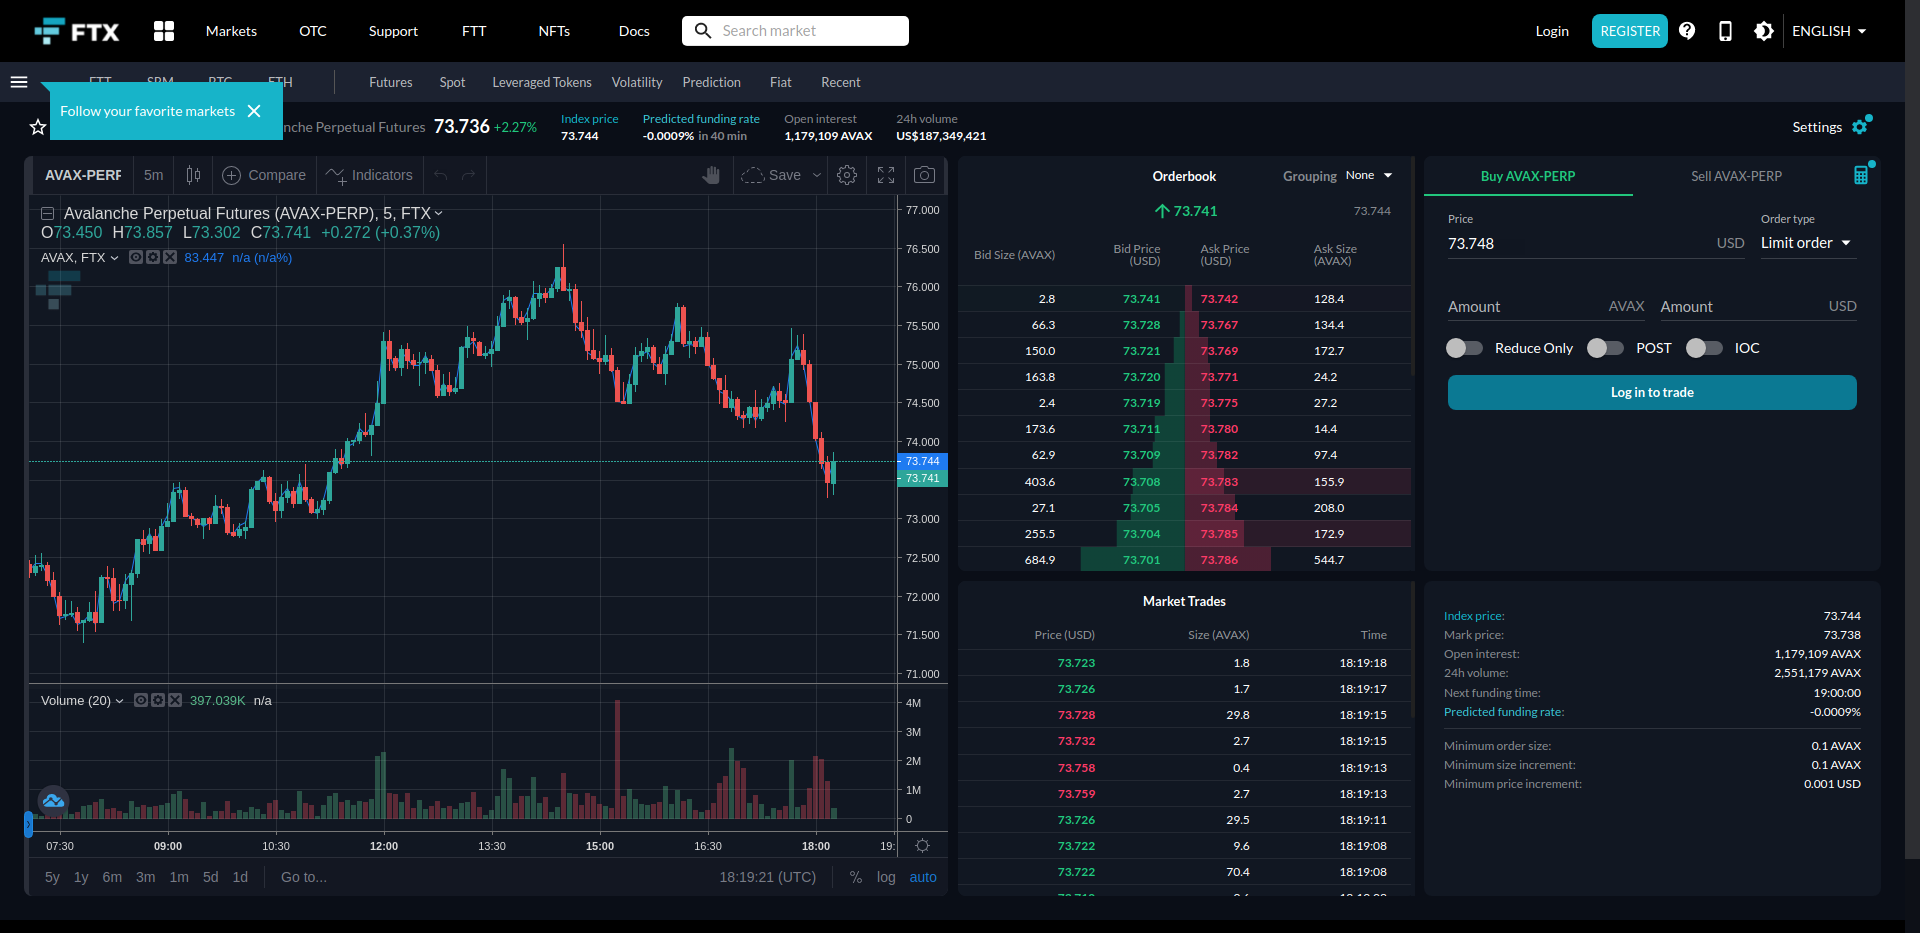 FTX
Markets
OTC
Support
FTT
NFTs
Docs
Search market
Login
REGISTER
ENGLISH
FTT
SRM
BTC
ETH
Futures
Spot
Leveraged Tokens
Volatility
Prediction
Fiat
Recent
Follow your favorite markets
nche Perpetual Futures
73.736 +2.27%
Index price
73.744
Predicted funding rate
-0.0009% in 40 min
Open interest
1,179,109 AVAX
24h volume
US$187,349,421
Settings
AVAX-PERP
5m
Compare
Indicators
Save
Avalanche Perpetual Futures (AVAX-PERP), 5, FTX
O73.450 H73.857 L73.302 C73.741 +0.272 (+0.37%)
AVAX, FTX 83.447 n/a (n/a%)
77.000
76.500
76.000
75.500
75.000
74.500
74.000
73.744
73.741
73.000
72.500
72.000
71.500
71.000
Volume (20) 397.039K n/a
4M
3M
2M
1M
0
07:30 09:00 10:30 12:00 13:30 15:00 16:30 18:00 19:
5y 1y 6m 3m 1m 5d 1d Go to...
18:19:21 (UTC) % log auto
Orderbook
Grouping None
73.741
73.744
Bid Size (AVAX)
Bid Price (USD)
Ask Price (USD)
Ask Size (AVAX)
2.8 73.741 73.742 128.4
66.3 73.728 73.767 134.4
150.0 73.721 73.769 172.7
163.8 73.720 73.771 24.2
2.4 73.719 73.775 27.2
173.6 73.711 73.780 14.4
62.9 73.709 73.782 97.4
403.6 73.708 73.783 155.9
27.1 73.705 73.784 208.0
255.5 73.704 73.785 172.9
684.9 73.701 73.786 544.7
Market Trades
Price (USD) Size (AVAX) Time
73.723 1.8 18:19:18
73.726 1.7 18:19:17
73.728 29.8 18:19:15
73.732 2.7 18:19:15
73.758 0.4 18:19:13
73.759 2.7 18:19:13
73.726 29.5 18:19:11
73.722 9.6 18:19:08
73.722 70.4 18:19:08
Buy AVAX-PERP
Sell AVAX-PERP
Price
Order type
73.748 USD
Limit order
Amount AVAX
Amount USD
Reduce Only
POST
IOC
Log in to trade
Index price: 73.744
Mark price: 73.738
Open interest: 1,179,109 AVAX
24h volume: 2,551,179 AVAX
Next funding time: 19:00:00
Predicted funding rate: -0.0009%
Minimum order size: 0.1 AVAX
Minimum size increment: 0.1 AVAX
Minimum price increment: 0.001 USD